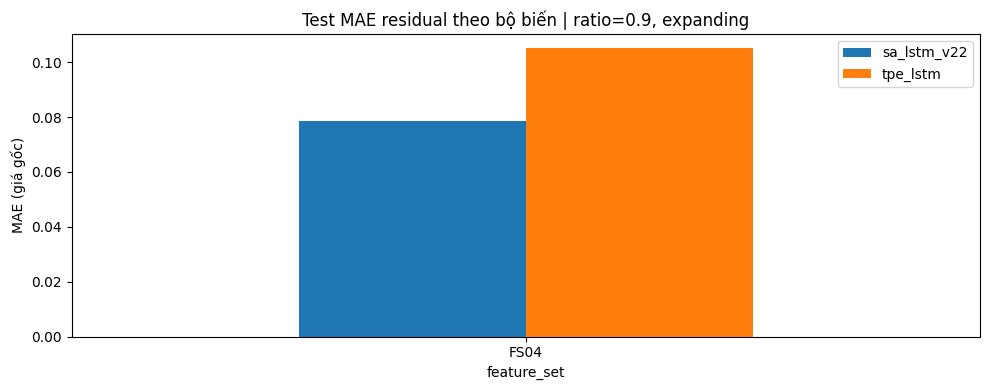 Test MAE residual theo bộ biến | ratio=0.9, expanding
sa_lstm_v22
tpe_lstm
MAE (giá gốc)
0.10
0.08
0.06
0.04
0.02
0.00
FS04
feature_set